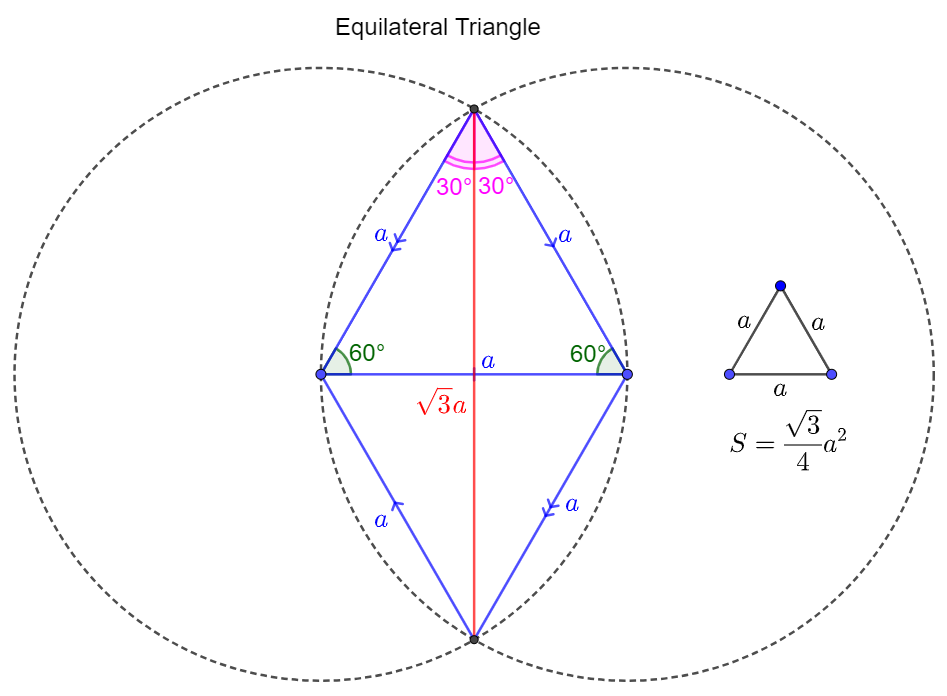 Equilateral Triangle
30° 30°
a
a
60°
60°
a
√3a
a
a
a
a
a
S = √3/4 a²